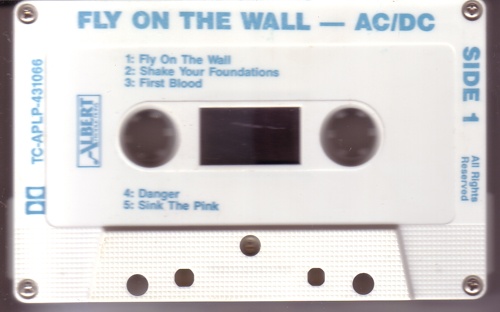 FLY ON THE WALL — AC/DC
1: Fly On The Wall
2: Shake Your Foundations
3: First Blood
ALBERT
4: Danger
5: Sink The Pink
TC-APLP-431066
SIDE 1
All Rights
Reserved